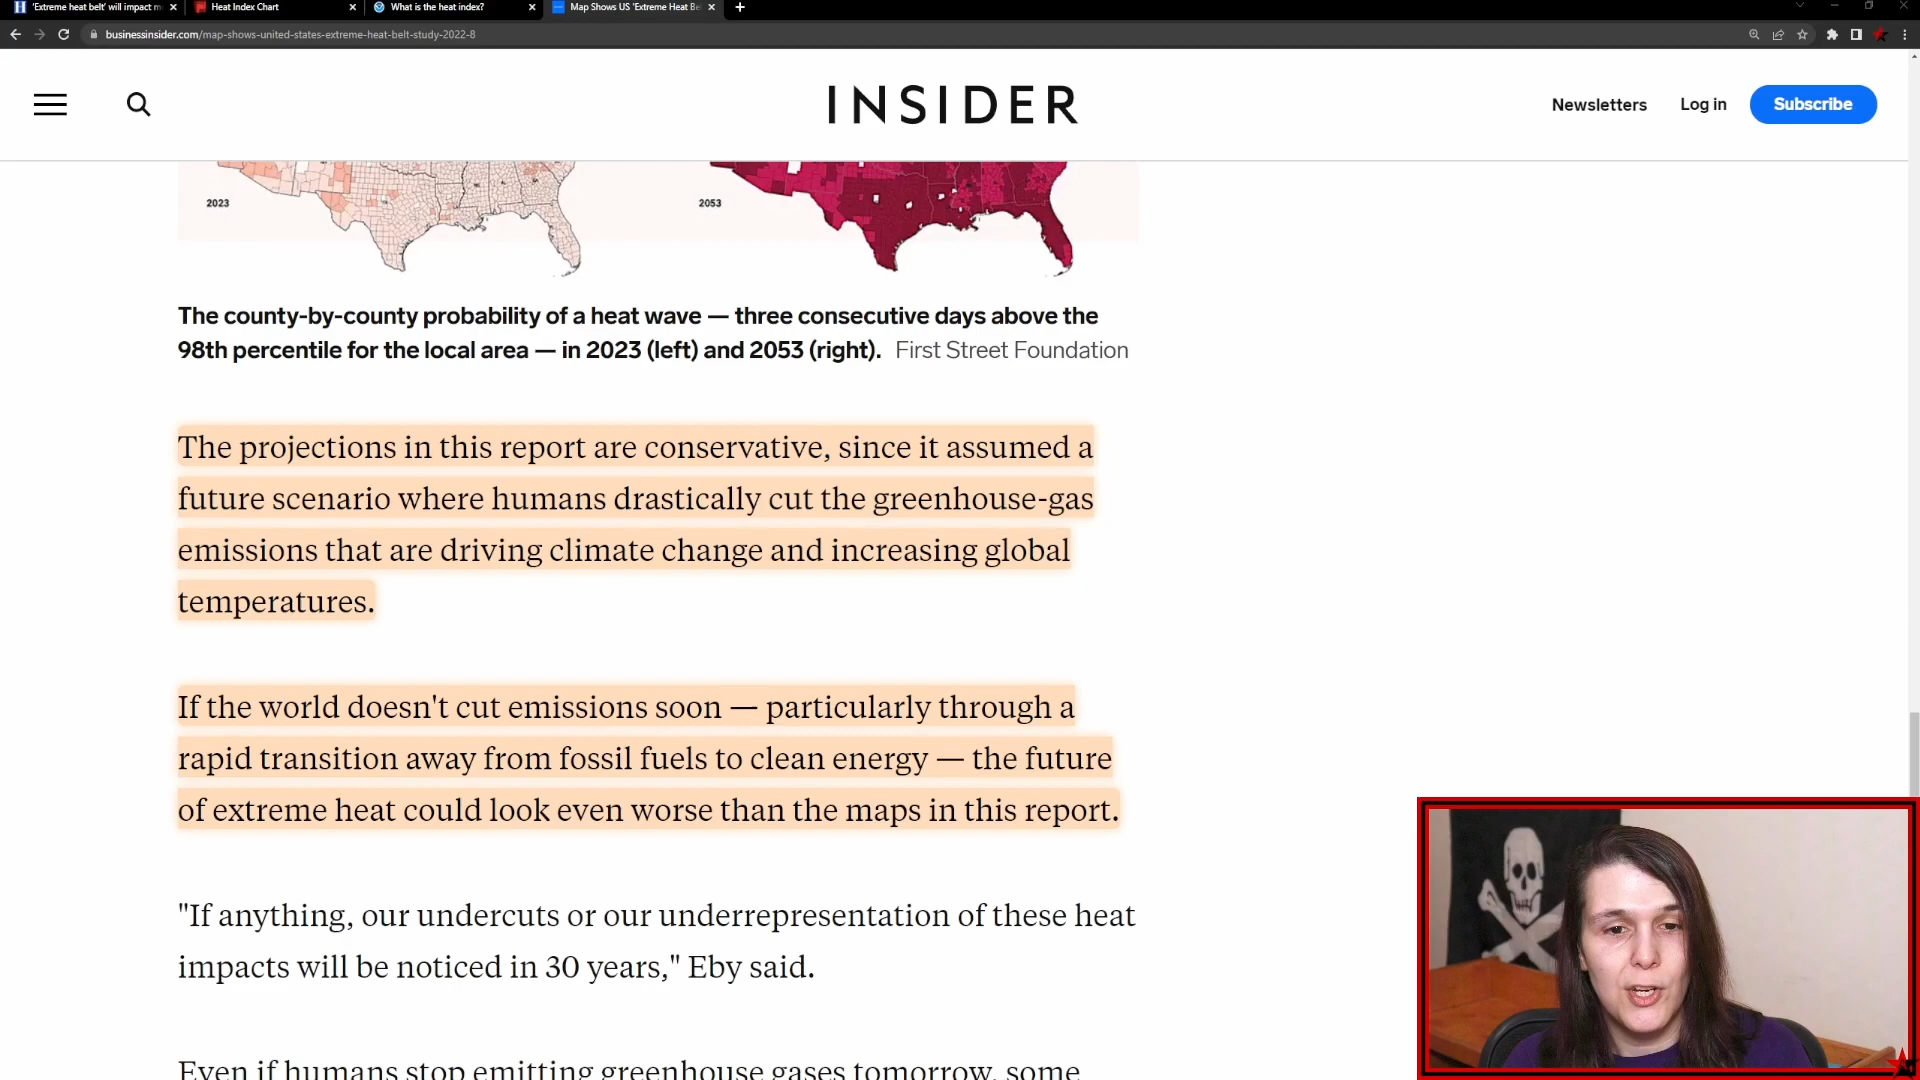 'Extreme heat belt' will impact m
Heat Index Chart
What is the heat index?
Map Shows US 'Extreme Heat Be
businessinsider.com/map-shows-united-states-extreme-heat-belt-study-2022-8
INSIDER
Newsletters
Log in
Subscribe
2023
2053
The county-by-county probability of a heat wave — three consecutive days above the
98th percentile for the local area — in 2023 (left) and 2053 (right). First Street Foundation
The projections in this report are conservative, since it assumed a
future scenario where humans drastically cut the greenhouse-gas
emissions that are driving climate change and increasing global
temperatures.
If the world doesn't cut emissions soon — particularly through a
rapid transition away from fossil fuels to clean energy — the future
of extreme heat could look even worse than the maps in this report.
"If anything, our undercuts or our underrepresentation of these heat
impacts will be noticed in 30 years," Eby said.
Even if humans stop emitting greenhouse gases tomorrow, some